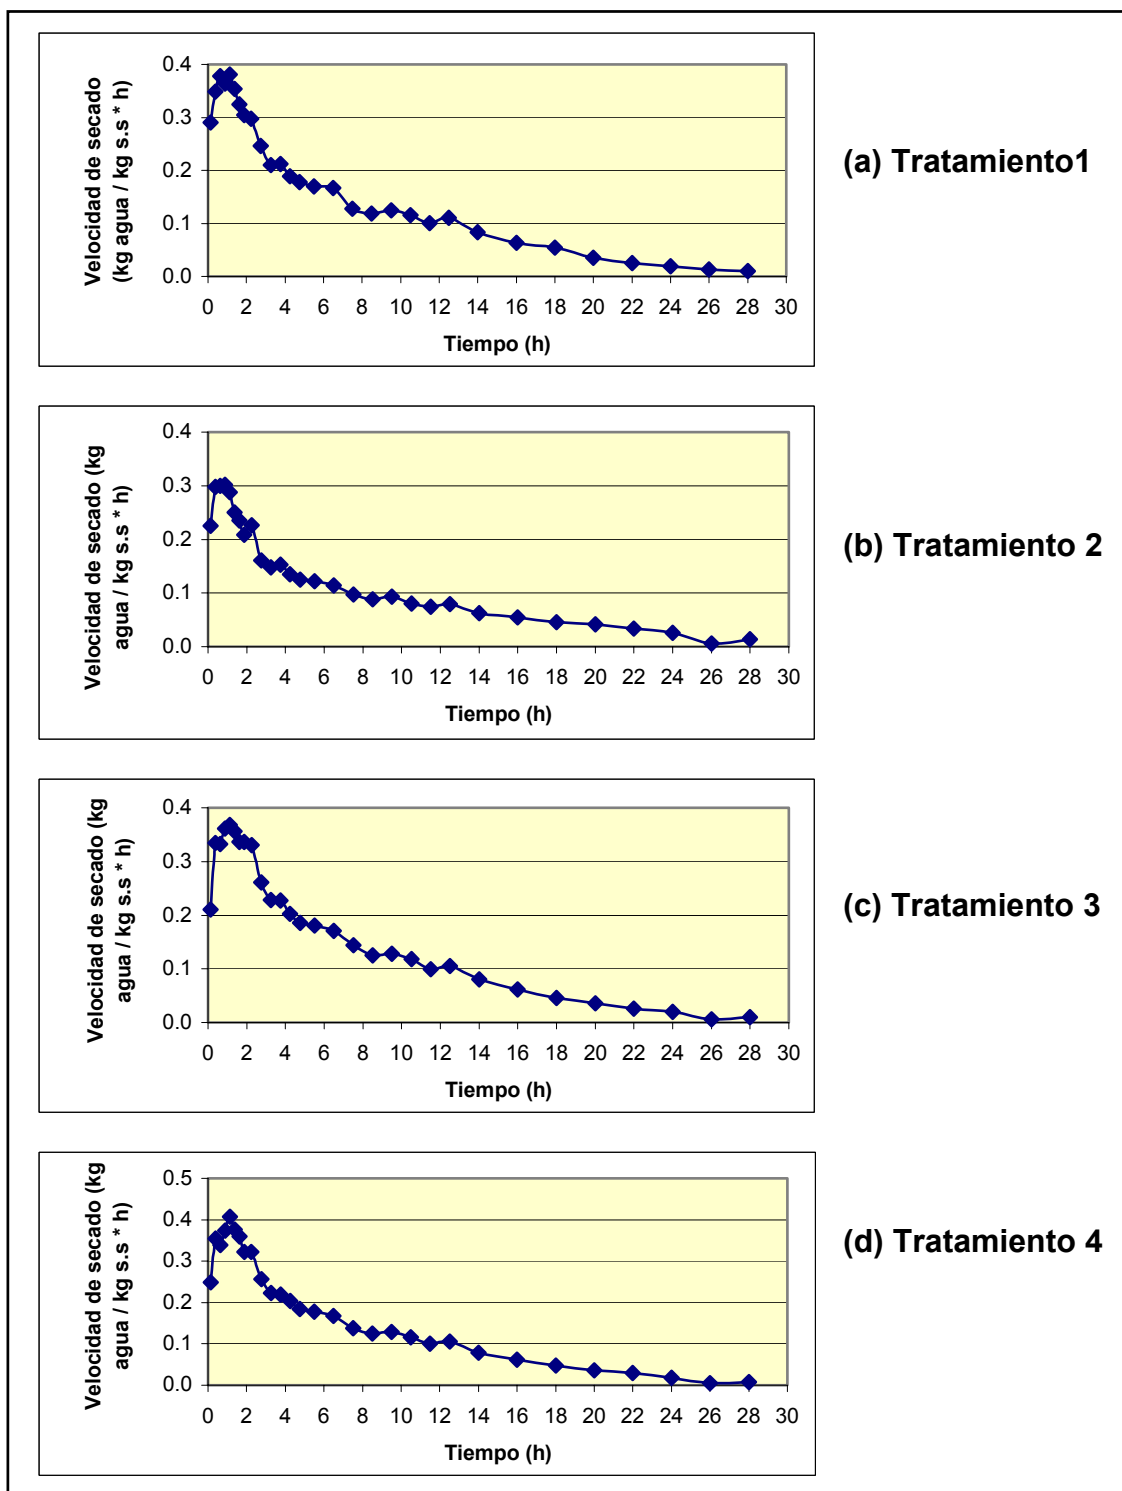 Velocidad de secado
(kg agua / kg s.s * h)
0.4
0.3
0.2
0.1
0.0
0 2 4 6 8 10 12 14 16 18 20 22 24 26 28 30
Tiempo (h)
(a) Tratamiento1
Velocidad de secado (kg
agua / kg s.s * h)
0.4
0.3
0.2
0.1
0.0
0 2 4 6 8 10 12 14 16 18 20 22 24 26 28 30
Tiempo (h)
(b) Tratamiento 2
Velocidad de secado (kg
agua / kg s.s * h)
0.4
0.3
0.2
0.1
0.0
0 2 4 6 8 10 12 14 16 18 20 22 24 26 28 30
Tiempo (h)
(c) Tratamiento 3
Velocidad de secado (kg
agua / kg s.s * h)
0.5
0.4
0.3
0.2
0.1
0.0
0 2 4 6 8 10 12 14 16 18 20 22 24 26 28 30
Tiempo (h)
(d) Tratamiento 4